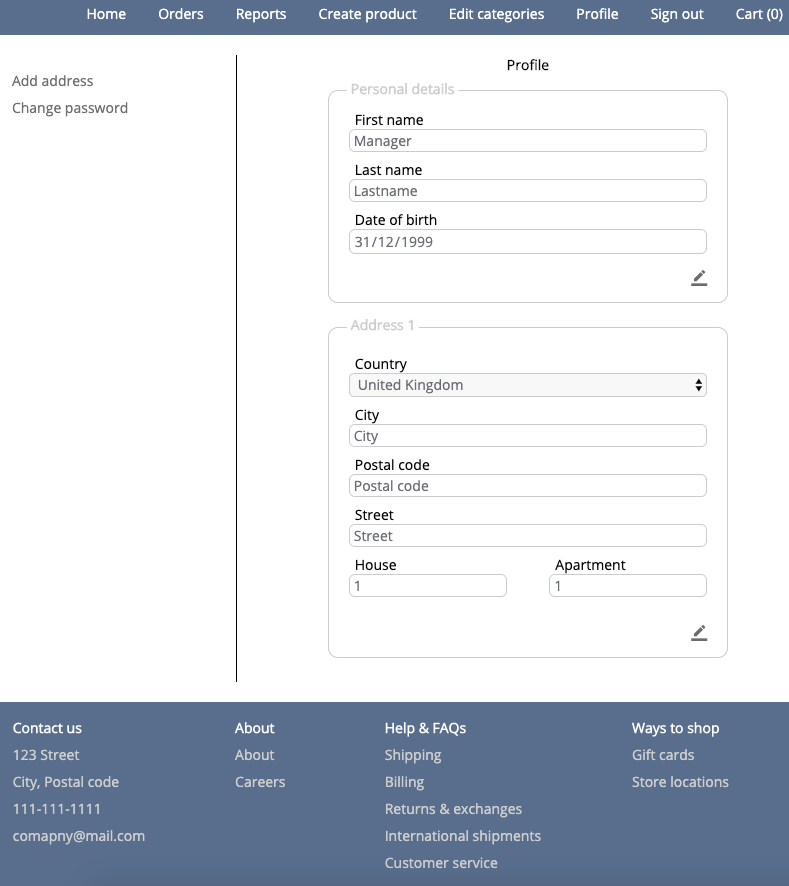 Home Orders Reports Create product Edit categories Profile Sign out Cart (0)
Add address
Change password
Profile
Personal details
First name
Manager
Last name
Lastname
Date of birth
31/12/1999
Address 1
Country
United Kingdom
City
City
Postal code
Postal code
Street
Street
House Apartment
1 1
Contact us
123 Street
City, Postal code
111-111-1111
comapny@mail.com
About
About
Careers
Help & FAQs
Shipping
Billing
Returns & exchanges
International shipments
Customer service
Ways to shop
Gift cards
Store locations